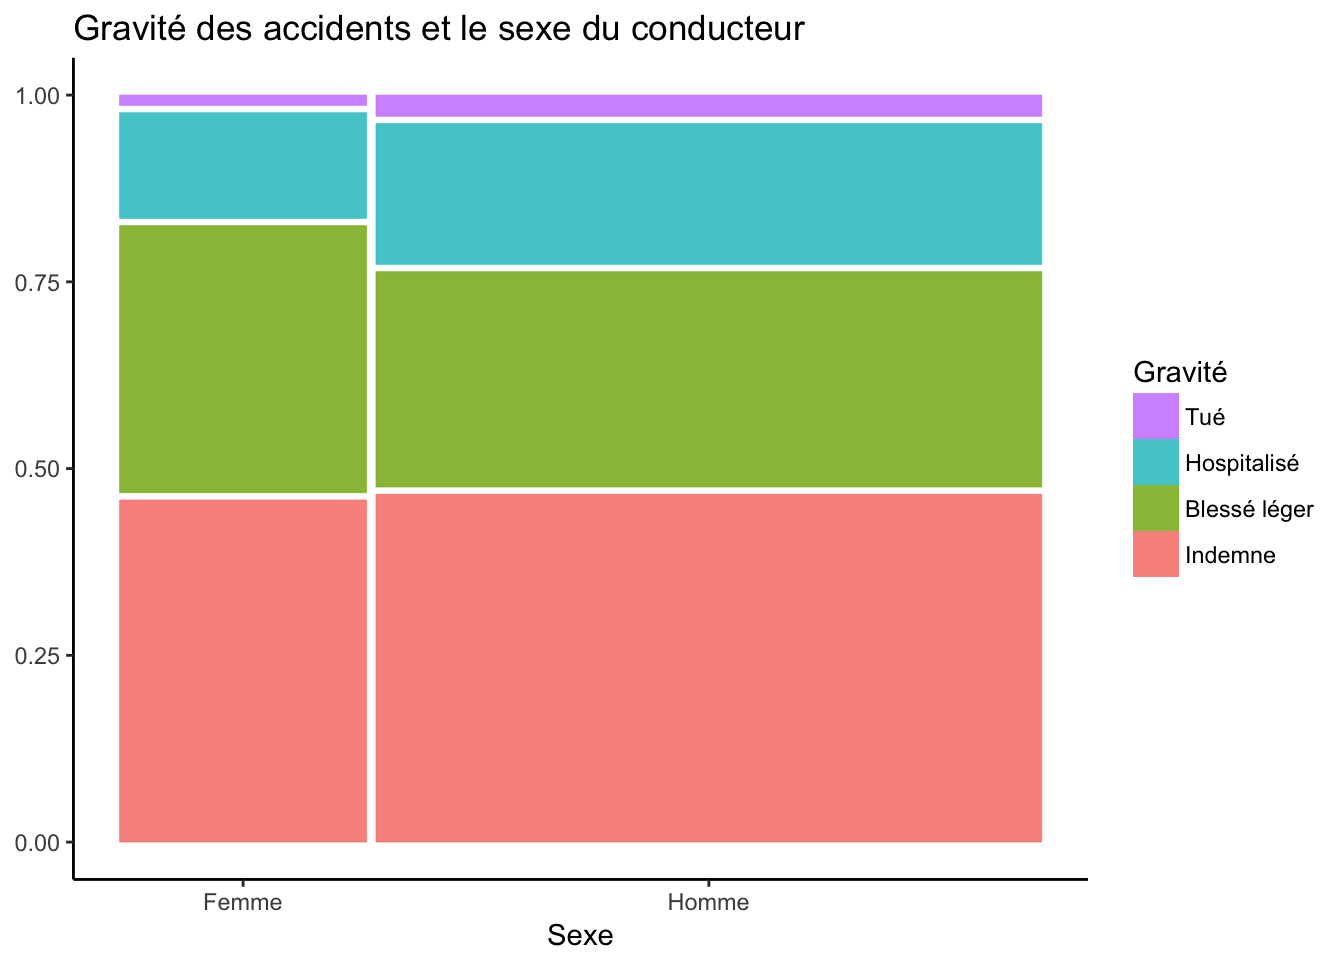 Gravité des accidents et le sexe du conducteur
1.00
0.75
0.50
0.25
0.00
Femme
Homme
Sexe
Gravité
Tué
Hospitalisé
Blessé léger
Indemne